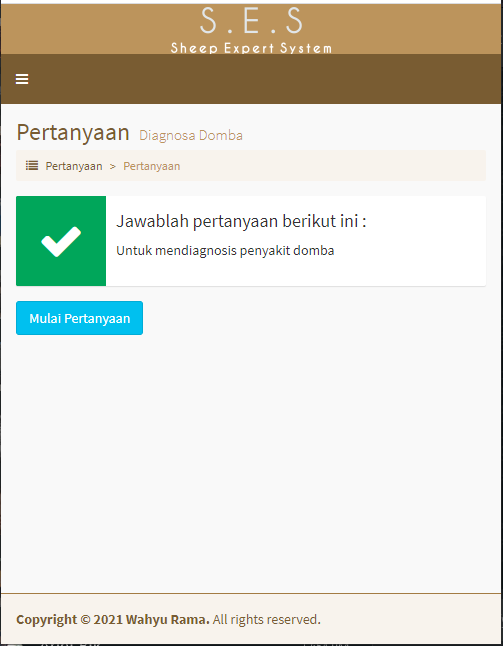 S.E.S
Sheep Expert System
Pertanyaan Diagnosa Domba
Pertanyaan > Pertanyaan
Jawablah pertanyaan berikut ini :
Untuk mendiagnosis penyakit domba
Mulai Pertanyaan
Copyright © 2021 Wahyu Rama. All rights reserved.